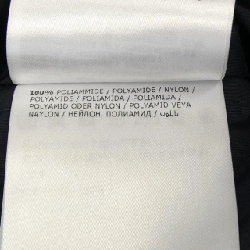 100% POLIAMMIDE / POLYAMIDE / NYLON /
POLYAMIDE / POLIAMIDA / POLIAMIDA /
POLYAMID ODER NYLON / POLYAMID VEYA
NAYLON / НЕЙЛОН, ПОЛИАМИД /